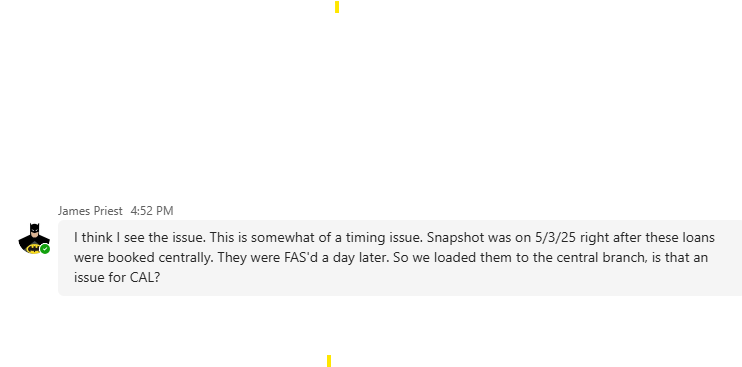 James Priest 4:52 PM
I think I see the issue. This is somewhat of a timing issue. Snapshot was on 5/3/25 right after these loans
were booked centrally. They were FAS'd a day later. So we loaded them to the central branch, is that an
issue for CAL?